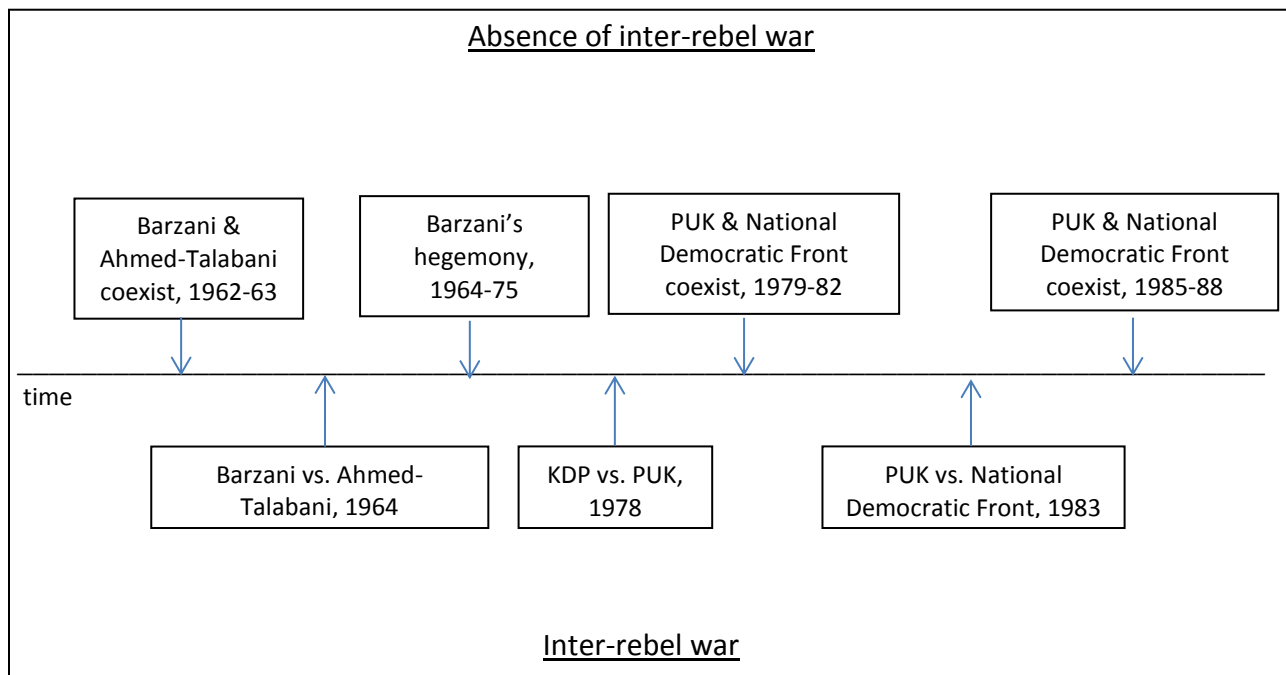 Absence of inter-rebel war
Barzani &
Ahmed-Talabani
coexist, 1962-63
Barzani’s
hegemony,
1964-75
PUK & National
Democratic Front
coexist, 1979-82
PUK & National
Democratic Front
coexist, 1985-88
time
Barzani vs. Ahmed-
Talabani, 1964
KDP vs. PUK,
1978
PUK vs. National
Democratic Front, 1983
Inter-rebel war